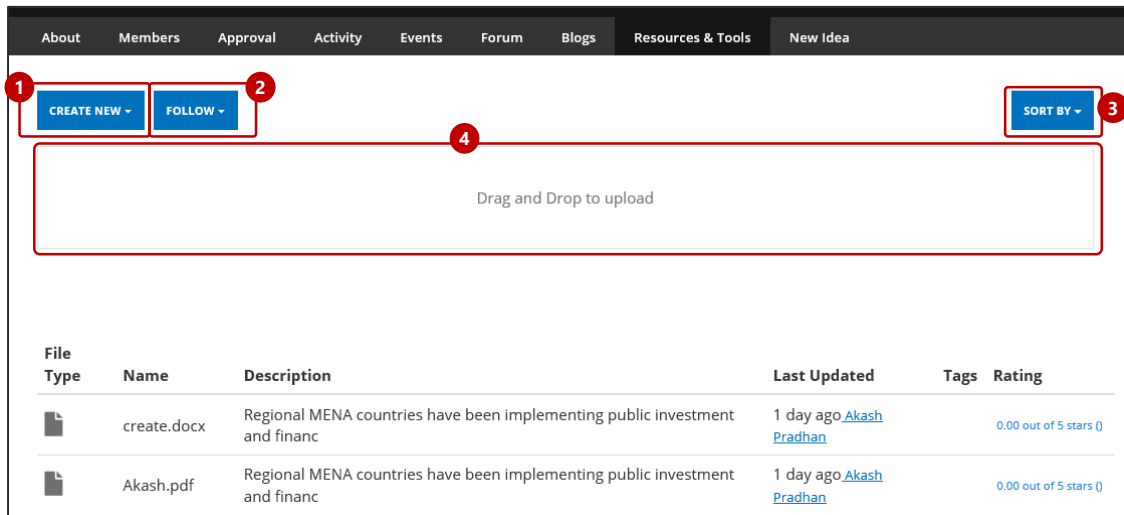 About Members Approval Activity Events Forum Blogs Resources & Tools New Idea
1 2 3
CREATE NEW FOLLOW SORT BY
4
Drag and Drop to upload
File
Type Name Description Last Updated Tags Rating
create.docx Regional MENA countries have been implementing public investment 1 day ago Akash 0.00 out of 5 stars ()
and financ Pradhan
Akash.pdf Regional MENA countries have been implementing public investment 1 day ago Akash 0.00 out of 5 stars ()
and financ Pradhan